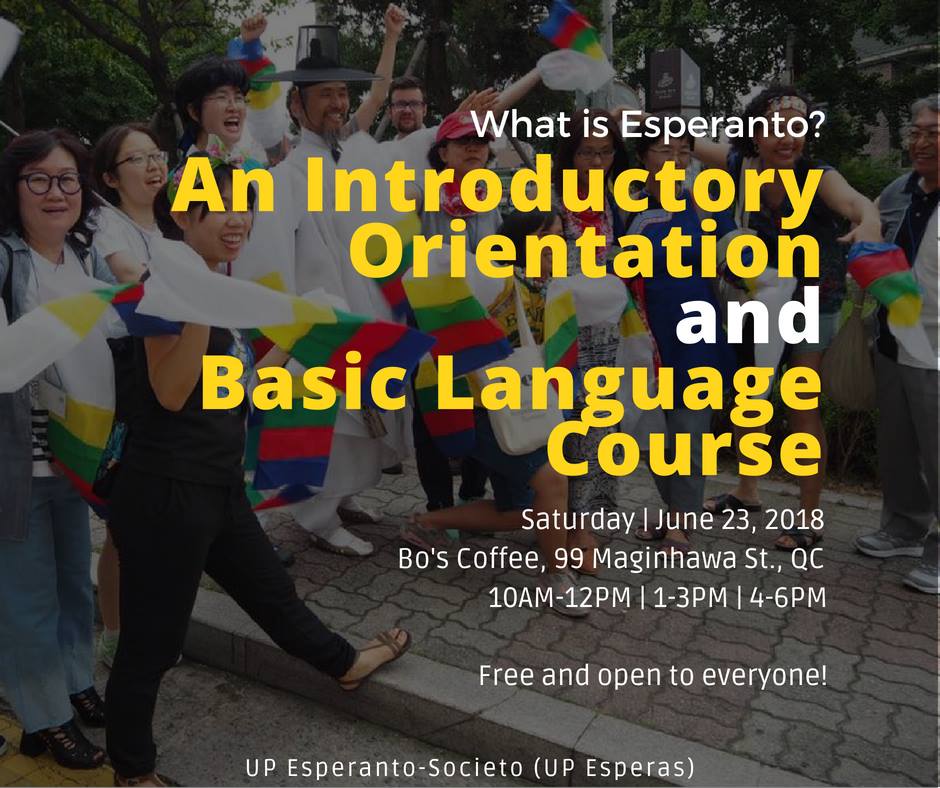 What is Esperanto?
An Introductory
Orientation
and
Basic Language
Course
Saturday | June 23, 2018
Bo's Coffee, 99 Maginhawa St., QC
10AM-12PM | 1-3PM | 4-6PM
Free and open to everyone!
UP Esperanto-Societo (UP Esperas)